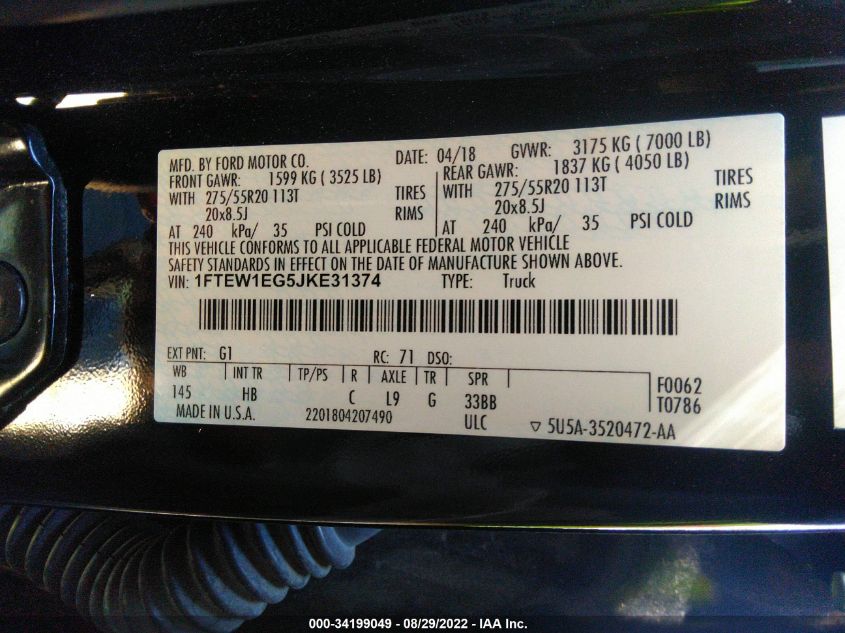 MFD. BY FORD MOTOR CO. DATE: 04/18 GVWR: 3175 KG ( 7000 LB)
FRONT GAWR: 1599 KG ( 3525 LB) REAR GAWR: 1837 KG ( 4050 LB)
WITH 275/55R20 113T TIRES WITH 275/55R20 113T TIRES
20x8.5J RIMS 20x8.5J RIMS
AT 240 kPa/ 35 PSI COLD AT 240 kPa/ 35 PSI COLD
THIS VEHICLE CONFORMS TO ALL APPLICABLE FEDERAL MOTOR VEHICLE
SAFETY STANDARDS IN EFFECT ON THE DATE OF MANUFACTURE SHOWN ABOVE.
VIN: 1FTEW1EG5JKE31374 TYPE: Truck
EXT PNT: G1 RC: 71 DSO:
WB INT TR TP/PS R AXLE TR SPR F0062
145 HB C L9 G 33BB T0786
MADE IN U.S.A. 2201804207490 ULC ▽ 5U5A-3520472-AA
000-34199049 - 08/29/2022 - IAA Inc.